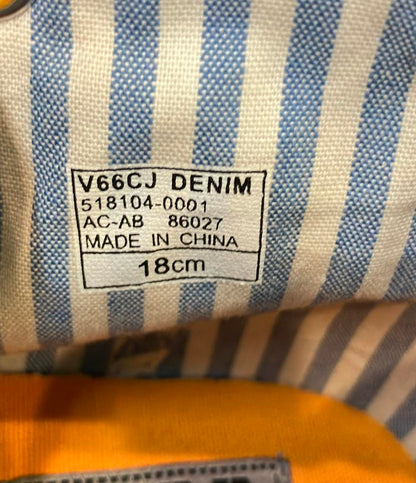 V66CJ DENIM
518104-0001
AC-AB 86027
MADE IN CHINA
18cm